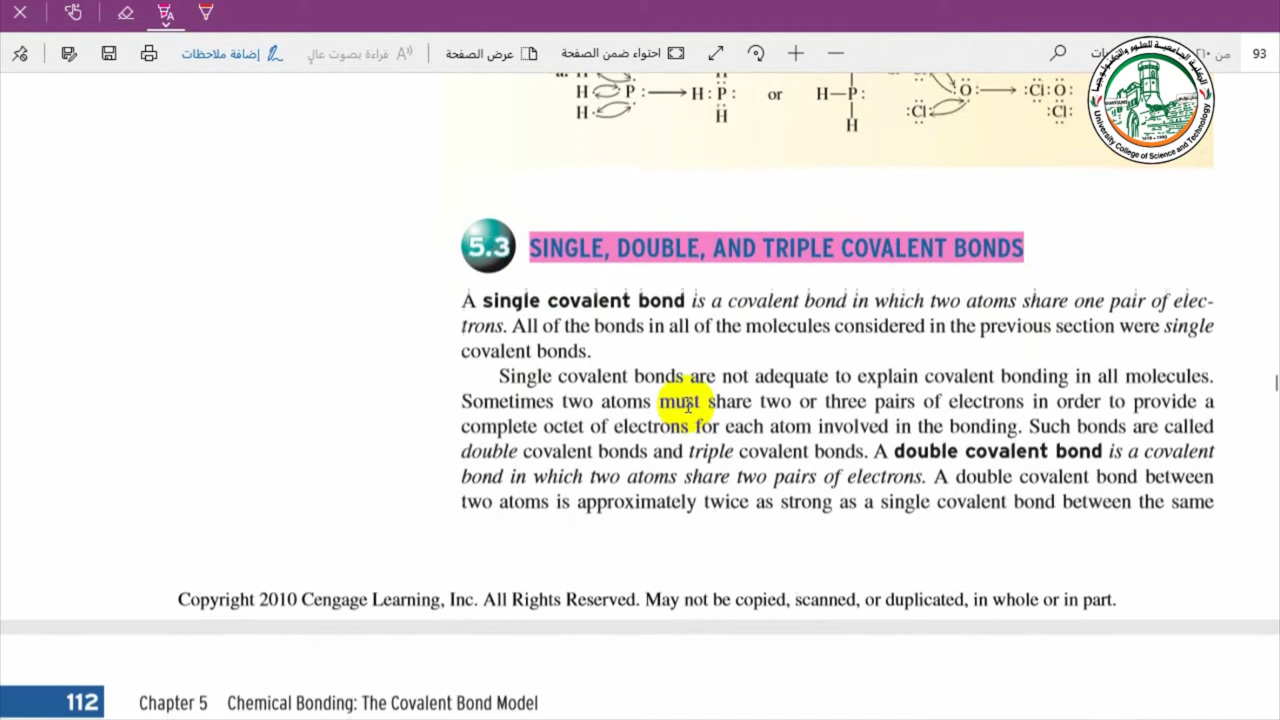 إضافة ملاحظات
قراءة بصوت عالٍ
عرض الصفحة
احتواء ضمن الصفحة
93
H P : H : P : or H—P: O: :Cl:O:
H H :Cl :Cl:
H
University College of Science and Technology
5.3 SINGLE, DOUBLE, AND TRIPLE COVALENT BONDS
A single covalent bond is a covalent bond in which two atoms share one pair of elec-
trons. All of the bonds in all of the molecules considered in the previous section were single
covalent bonds.
Single covalent bonds are not adequate to explain covalent bonding in all molecules.
Sometimes two atoms must share two or three pairs of electrons in order to provide a
complete octet of electrons for each atom involved in the bonding. Such bonds are called
double covalent bonds and triple covalent bonds. A double covalent bond is a covalent
bond in which two atoms share two pairs of electrons. A double covalent bond between
two atoms is approximately twice as strong as a single covalent bond between the same
Copyright 2010 Cengage Learning, Inc. All Rights Reserved. May not be copied, scanned, or duplicated, in whole or in part.
112 Chapter 5 Chemical Bonding: The Covalent Bond Model